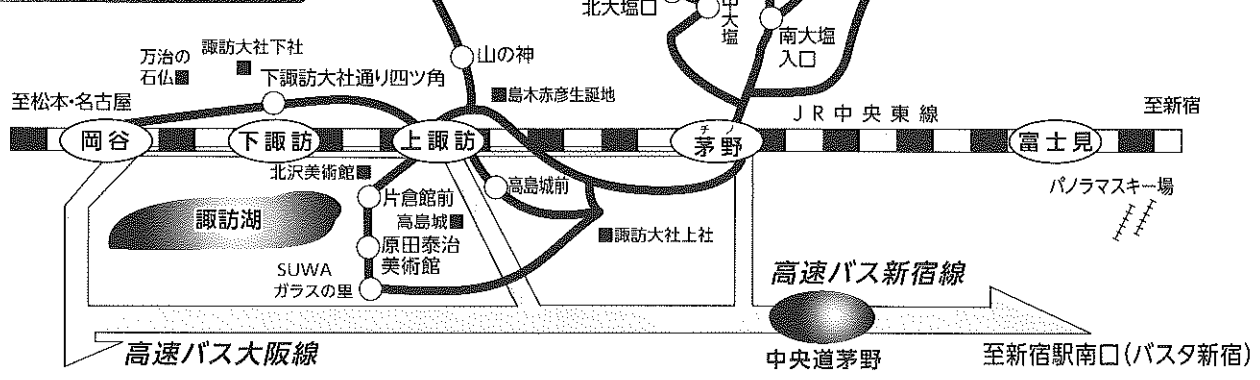 北大塩口
中大塩
南大塩
入口
山の神
万治の
石仏
諏訪大社下社
下諏訪大社通り四ツ角
島木赤彦生誕地
至松本・名古屋
JR中央東線
至新宿
岡谷
下諏訪
上諏訪
チノ
茅野
富士見
北沢美術館
片倉館前
高島城前
パノラマスキー場
諏訪湖
高島城
諏訪大社上社
原田泰治
美術館
SUWA
ガラスの里
高速バス新宿線
高速バス大阪線
中央道茅野
至新宿駅南口(バスタ新宿)